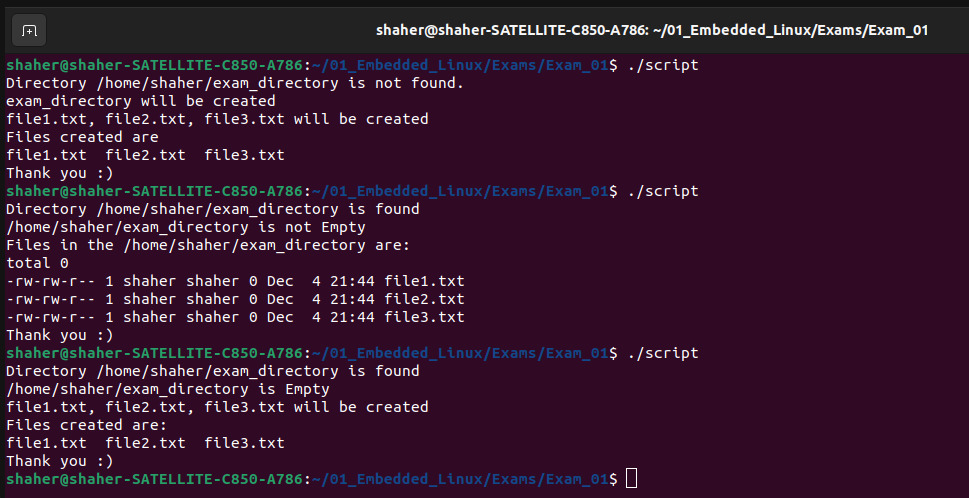 shaher@shaher-SATELLITE-C850-A786: ~/01_Embedded_Linux/Exams/Exam_01
shaher@shaher-SATELLITE-C850-A786:~/01_Embedded_Linux/Exams/Exam_01$ ./script
Directory /home/shaher/exam_directory is not found.
exam_directory will be created
file1.txt, file2.txt, file3.txt will be created
Files created are
file1.txt  file2.txt  file3.txt
Thank you :)
shaher@shaher-SATELLITE-C850-A786:~/01_Embedded_Linux/Exams/Exam_01$ ./script
Directory /home/shaher/exam_directory is found
/home/shaher/exam_directory is not Empty
Files in the /home/shaher/exam_directory are:
total 0
-rw-rw-r-- 1 shaher shaher 0 Dec  4 21:44 file1.txt
-rw-rw-r-- 1 shaher shaher 0 Dec  4 21:44 file2.txt
-rw-rw-r-- 1 shaher shaher 0 Dec  4 21:44 file3.txt
Thank you :)
shaher@shaher-SATELLITE-C850-A786:~/01_Embedded_Linux/Exams/Exam_01$ ./script
Directory /home/shaher/exam_directory is found
/home/shaher/exam_directory is Empty
file1.txt, file2.txt, file3.txt will be created
Files created are:
file1.txt  file2.txt  file3.txt
Thank you :)
shaher@shaher-SATELLITE-C850-A786:~/01_Embedded_Linux/Exams/Exam_01$